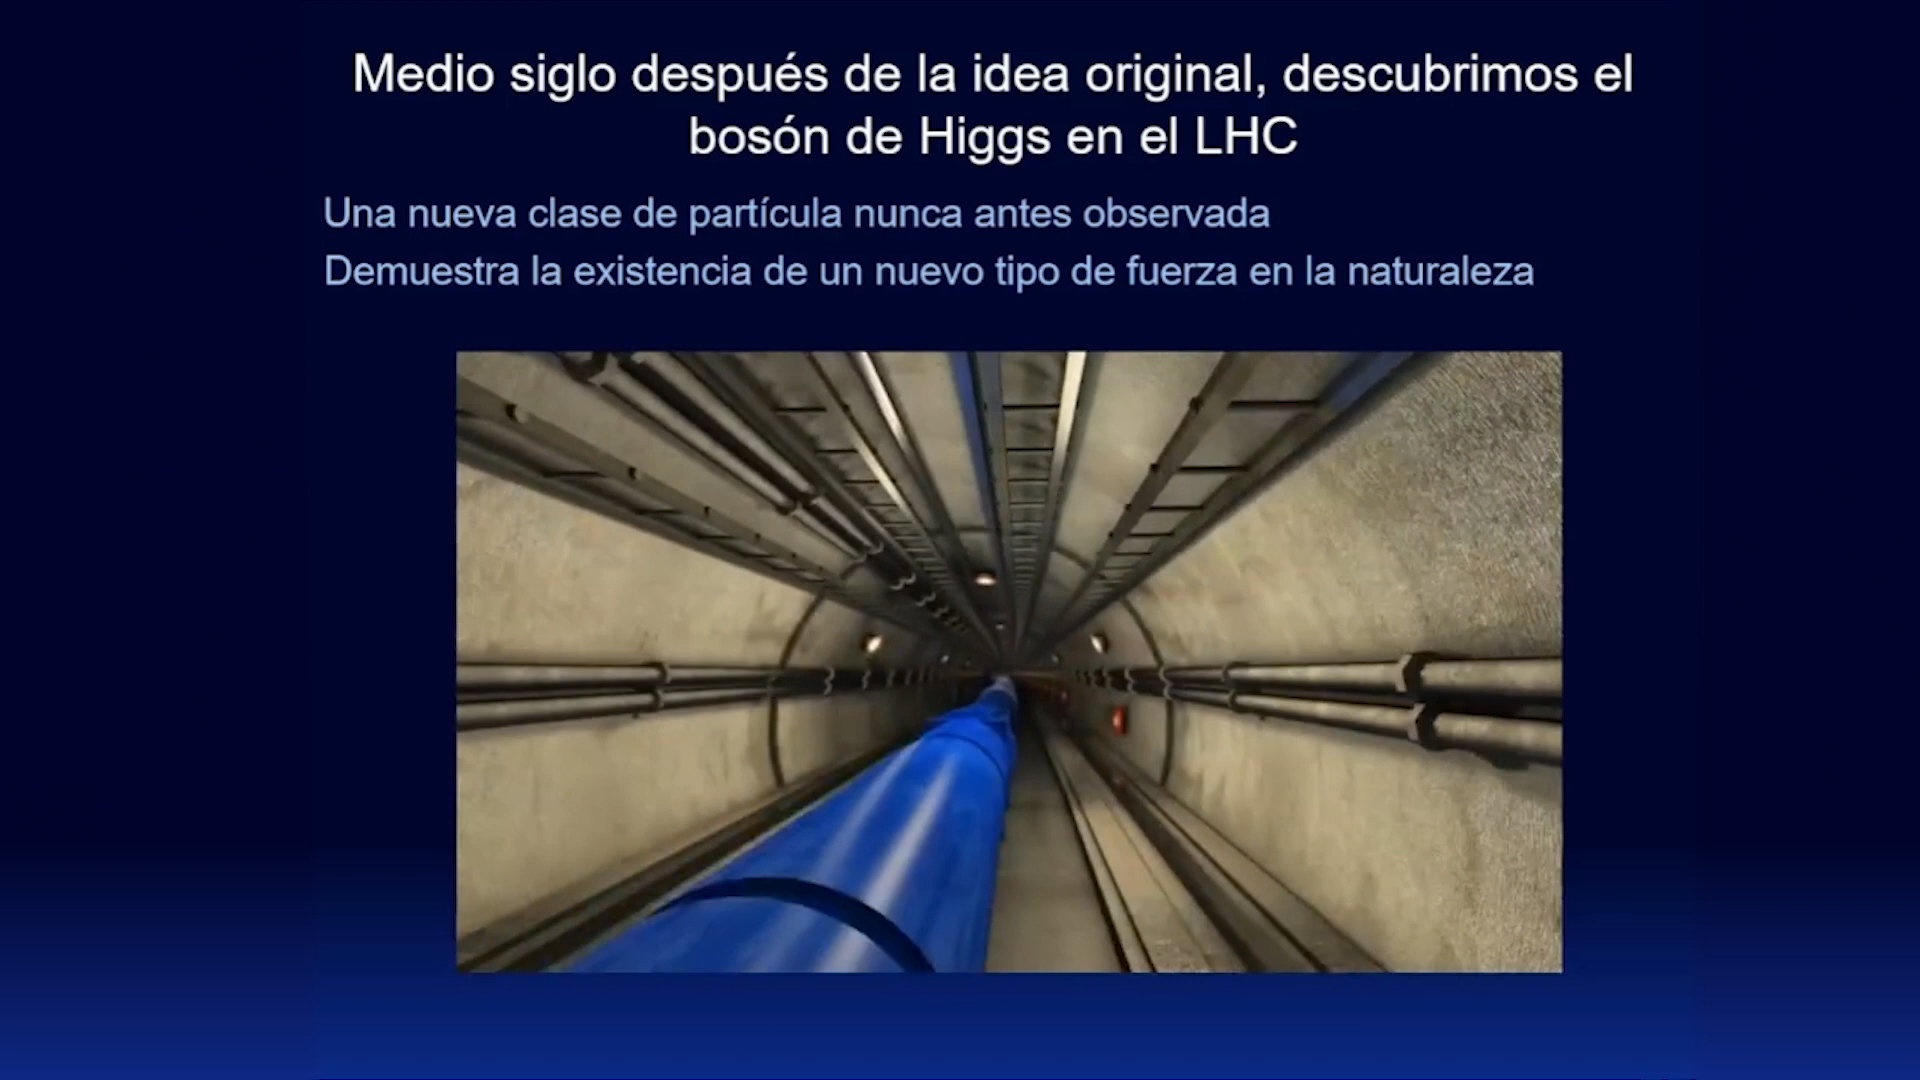 Medio siglo después de la idea original, descubrimos el
bosón de Higgs en el LHC
Una nueva clase de partícula nunca antes observada
Demuestra la existencia de un nuevo tipo de fuerza en la naturaleza